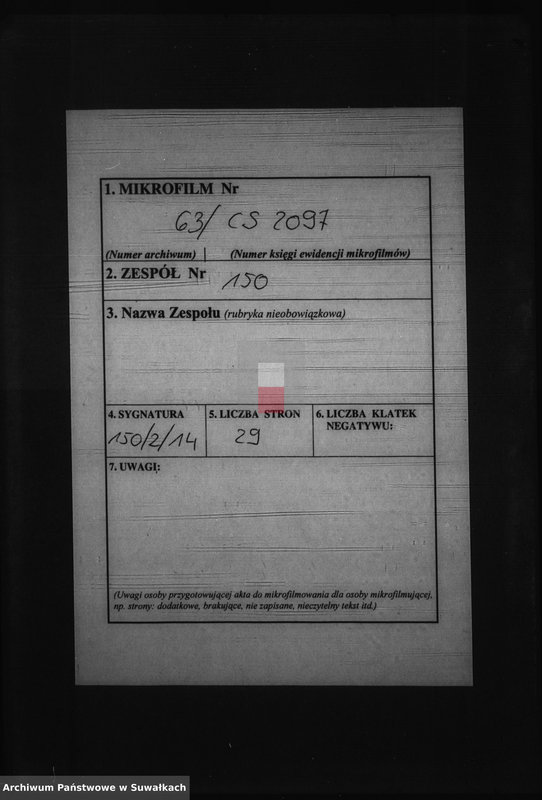 1. MIKROFILM Nr
63/ CS 2097
(Numer archiwum) | (Numer księgi ewidencji mikrofilmów)
2. ZESPÓŁ Nr 150
3. Nazwa Zespołu (rubryka nieobowiązkowa)
4. SYGNATURA
150/2/14
5. LICZBA STRON
29
6. LICZBA KLATEK
NEGATYWU:
7. UWAGI:
(Uwagi osoby przygotowującej akta do mikrofilmowania dla osoby mikrofilmującej,
np. strony: dodatkowe, brakujące, nie zapisane, nieczytelny tekst itd.)
Archiwum Państwowe w Suwałkach